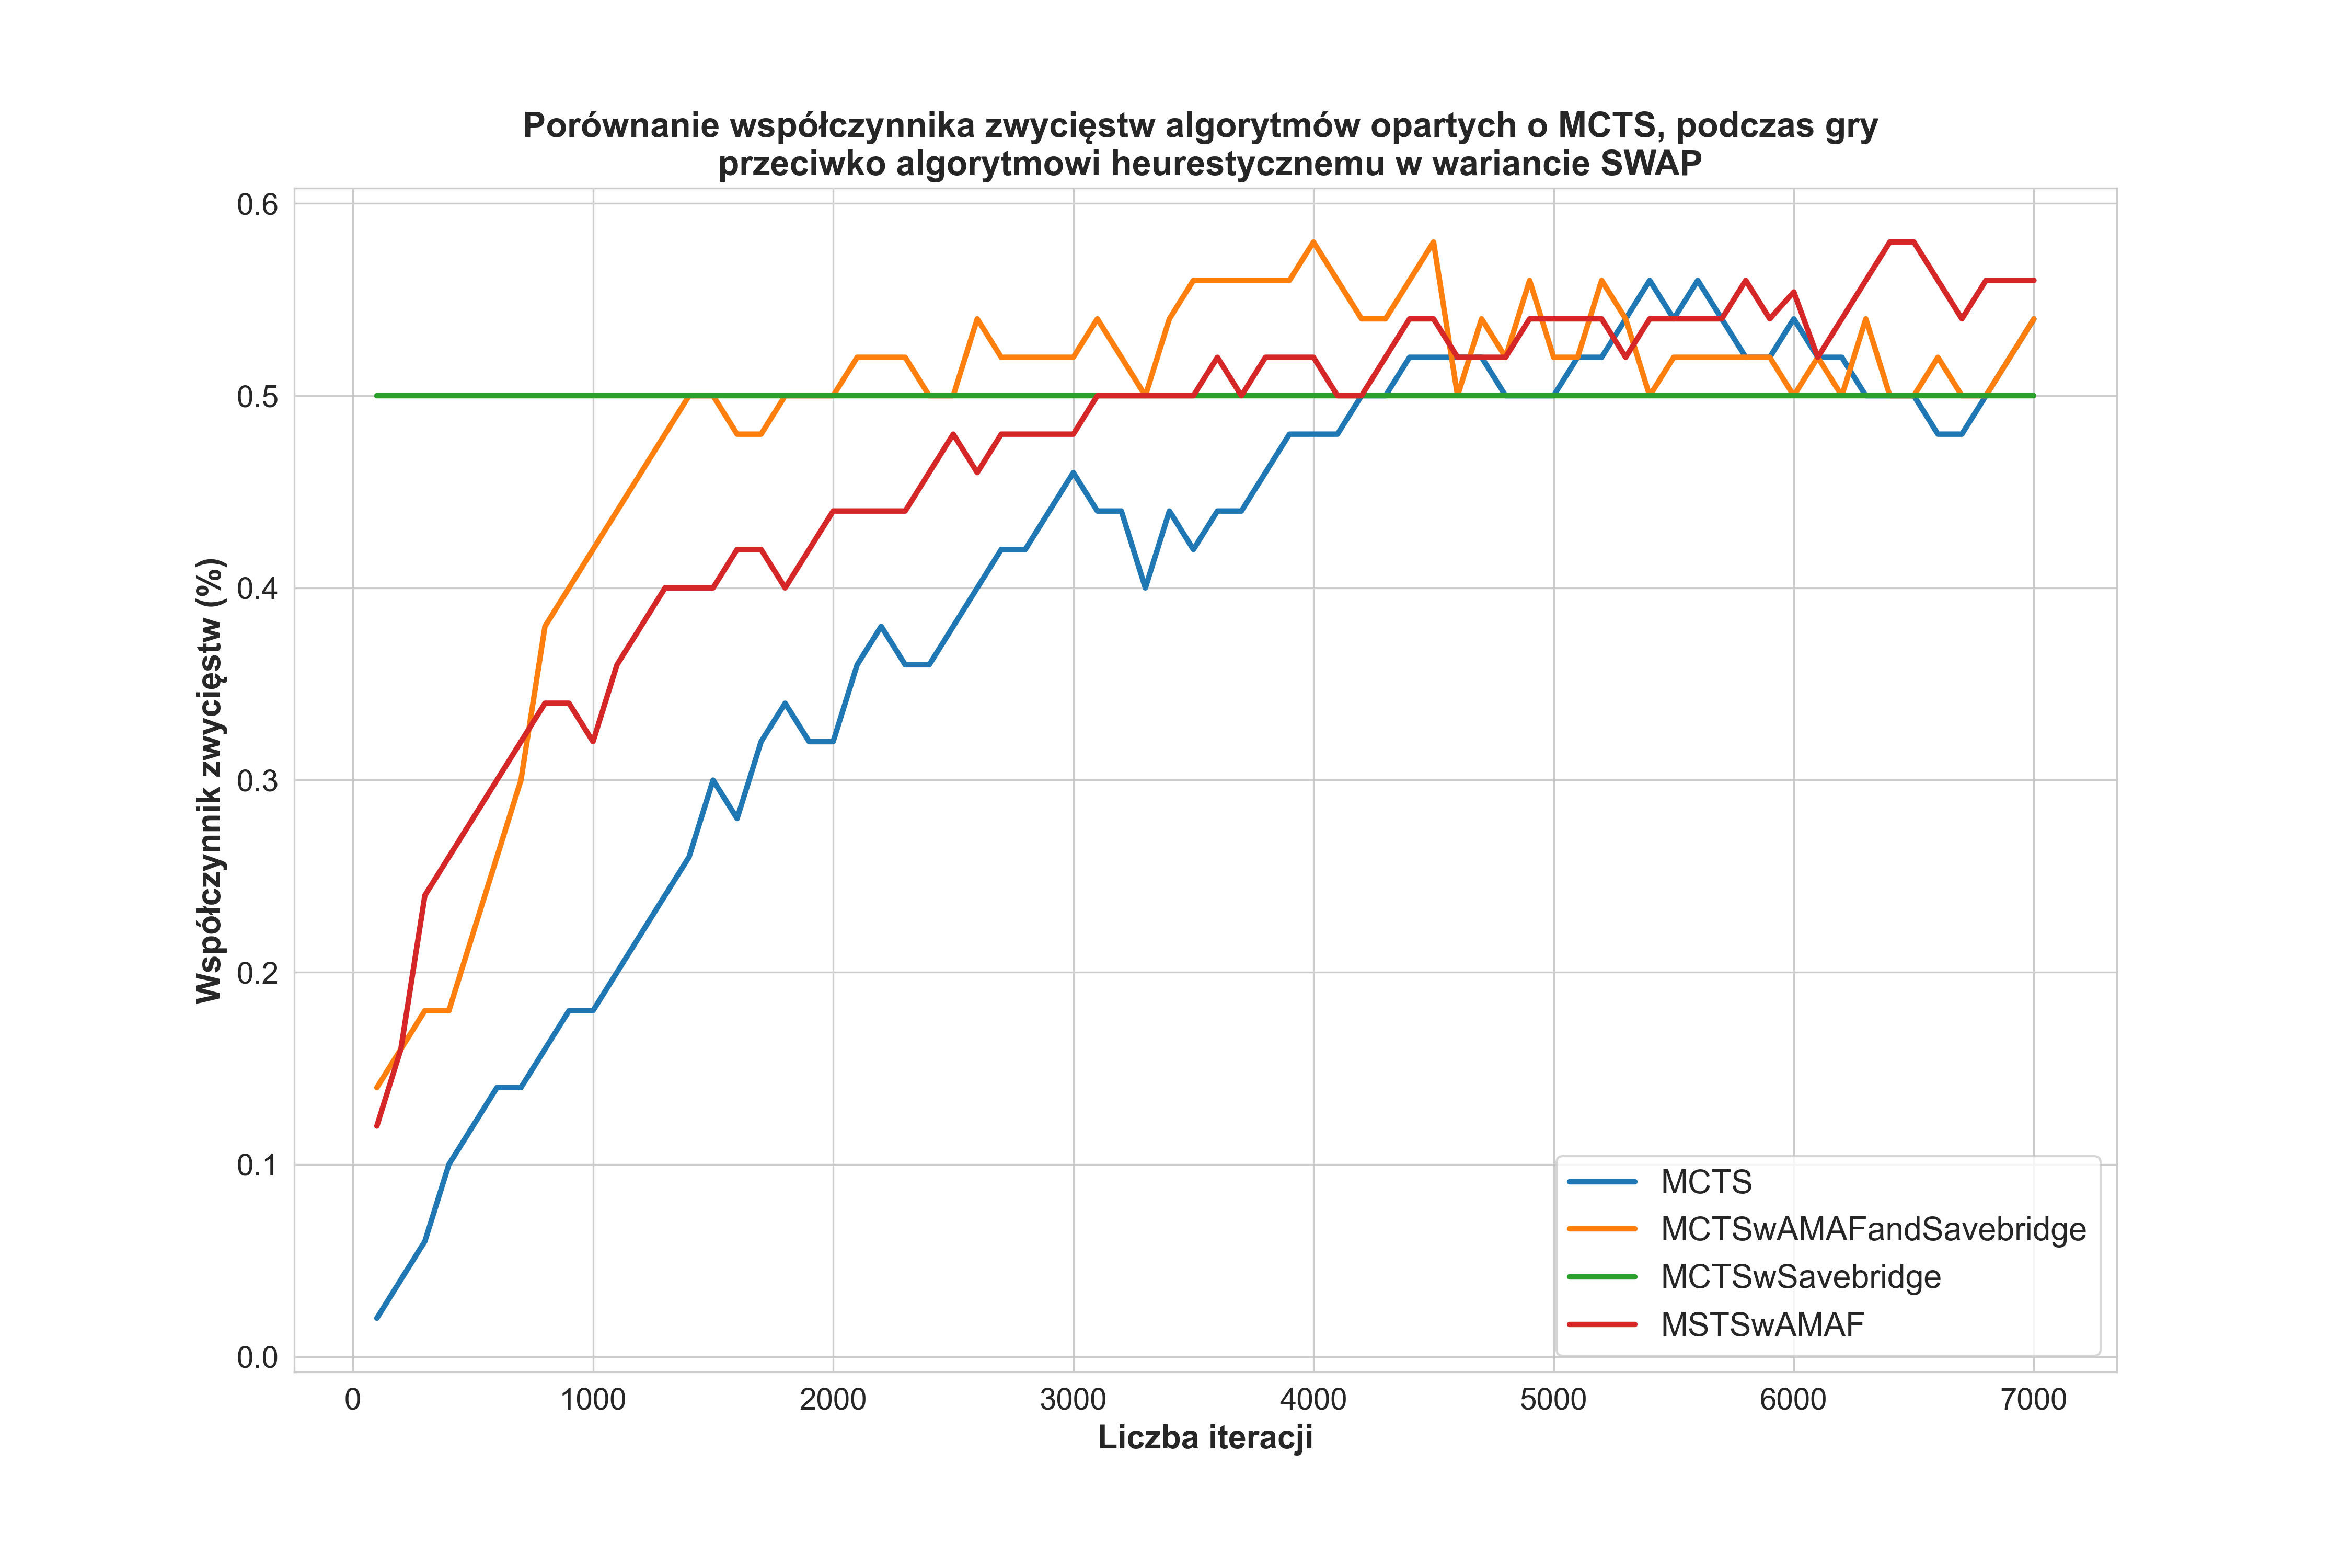 Porównanie współczynnika zwycięstw algorytmów opartych o MCTS, podczas gry
przeciwko algorytmowi heurestycznemu w wariancie SWAP
0.6
0.5
0.4
0.3
0.2
0.1
0.0
Współczynnik zwycięstw (%)
MCTS
MCTSwAMAFandSavebridge
MCTSwSavebridge
MSTSwAMAF
0 1000 2000 3000 4000 5000 6000 7000
Liczba iteracji